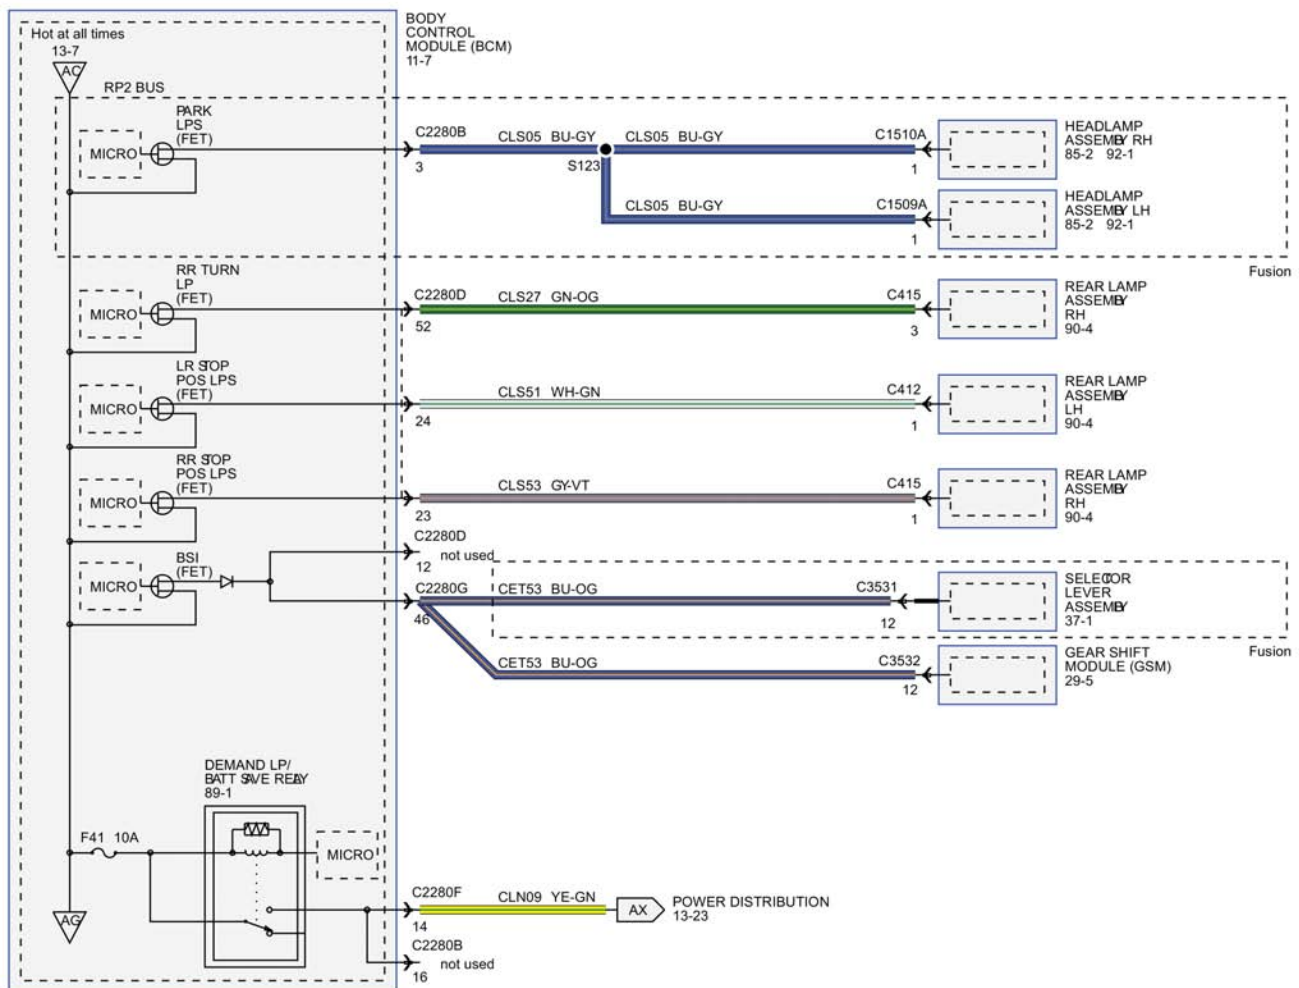 Hot at all times
13-7
AC
RP2 BUS
BODY
CONTROL
MODULE (BCM)
11-7
PARK
LPS
(FET)
MICRO
C2280B
3
CLS05 BU-GY
S123
CLS05 BU-GY
C1510A
1
HEADLAMP
ASSEMBLY RH
85-2 92-1
CLS05 BU-GY
C1509A
1
HEADLAMP
ASSEMBLY LH
85-2 92-1
Fusion
RR TURN
LP
(FET)
MICRO
C2280D
52
CLS27 GN-OG
C415
3
REAR LAMP
ASSEMBLY
RH
90-4
LR STOP
POS LPS
(FET)
MICRO
24
CLS51 WH-GN
C412
1
REAR LAMP
ASSEMBLY
LH
90-4
RR STOP
POS LPS
(FET)
MICRO
23
CLS53 GY-VT
C415
1
REAR LAMP
ASSEMBLY
RH
90-4
BSI
(FET)
MICRO
C2280D
12
not used
C2280G
46
CET53 BU-OG
C3531
12
SELECTOR
LEVER
ASSEMBLY
37-1
Fusion
CET53 BU-OG
C3532
12
GEAR SHIFT
MODULE (GSM)
29-5
DEMAND LP/
BATT SAVE RELAY
89-1
F41 10A
MICRO
AG
C2280F
14
CLN09 YE-GN
AX
POWER DISTRIBUTION
13-23
C2280B
16
not used